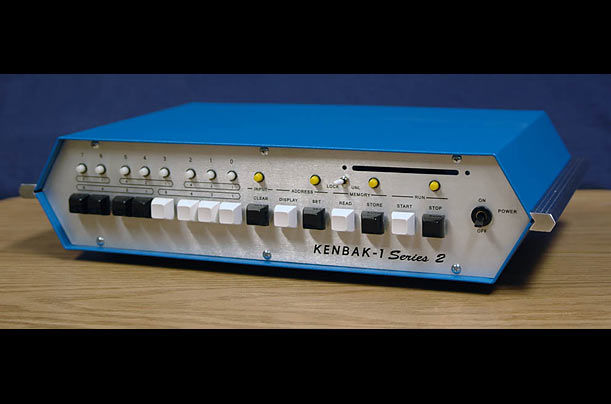 7 6 5 4 3 2 1 0
INPUT ADDRESS LOCK UNL MEMORY RUN
CLEAR DISPLAY SET READ STORE START STOP
ON
POWER
OFF
KENBAK-1 Series 2